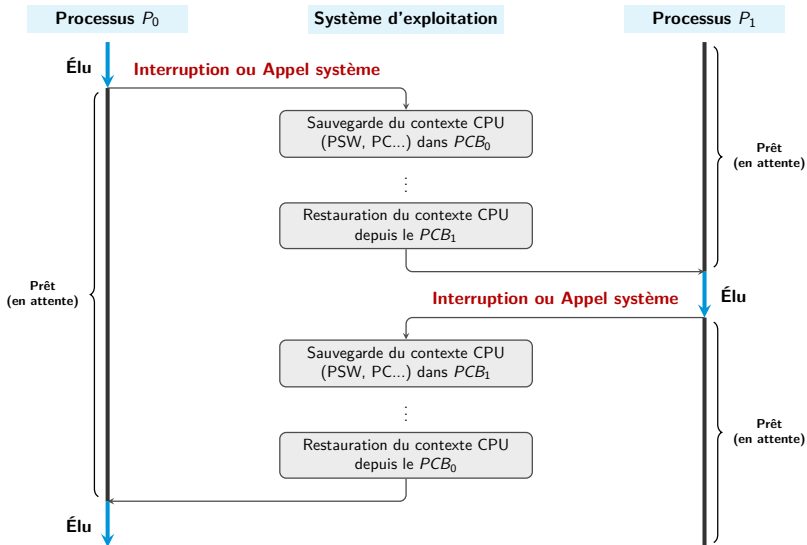 Processus P₀
Système d'exploitation
Processus P₁
Élu
Interruption ou Appel système
Sauvegarde du contexte CPU
(PSW, PC...) dans PCB₀
Prêt
(en attente)
⋮
Restauration du contexte CPU
depuis le PCB₁
Prêt
(en attente)
Interruption ou Appel système
Élu
Sauvegarde du contexte CPU
(PSW, PC...) dans PCB₁
⋮
Prêt
(en attente)
Restauration du contexte CPU
depuis le PCB₀
Élu